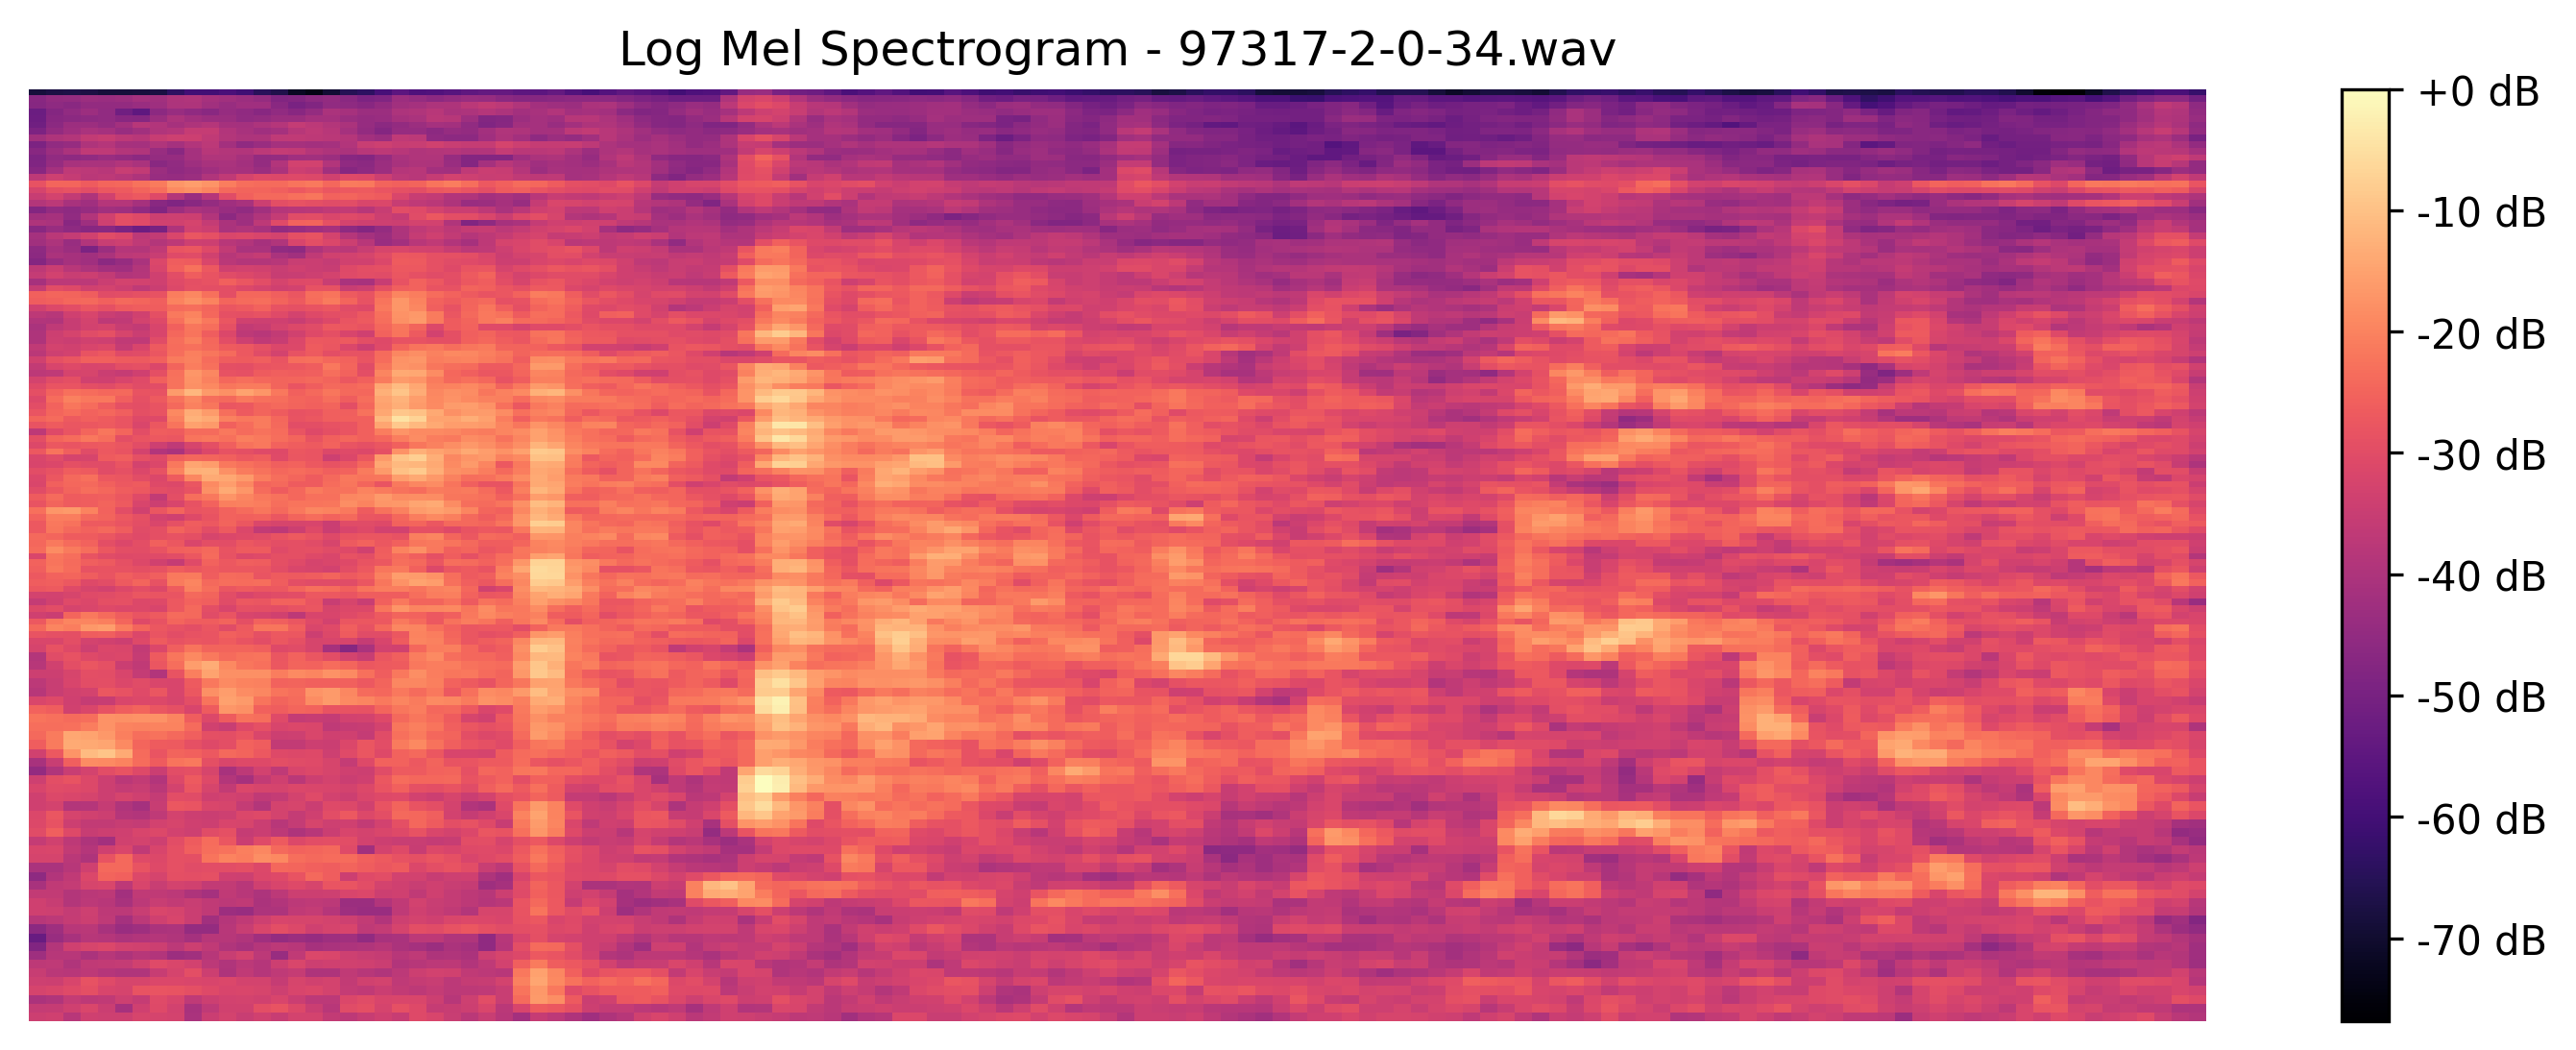 Log Mel Spectrogram - 97317-2-0-34.wav
+0 dB
-10 dB
-20 dB
-30 dB
-40 dB
-50 dB
-60 dB
-70 dB